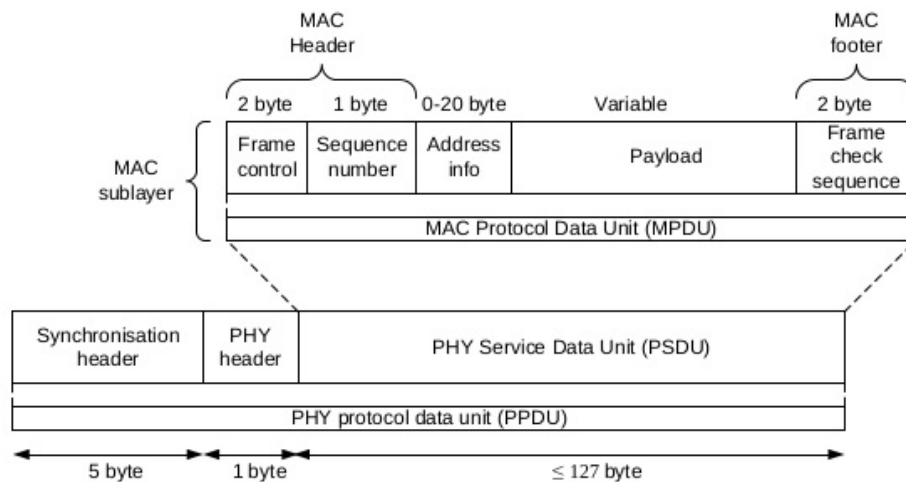 MAC
Header
MAC
footer
2 byte
1 byte
0-20 byte
Variable
2 byte
MAC
sublayer
Frame
control
Sequence
number
Address
info
Payload
Frame
check
sequence
MAC Protocol Data Unit (MPDU)
Synchronisation
header
PHY
header
PHY Service Data Unit (PSDU)
PHY protocol data unit (PPDU)
5 byte
1 byte
≤ 127 byte